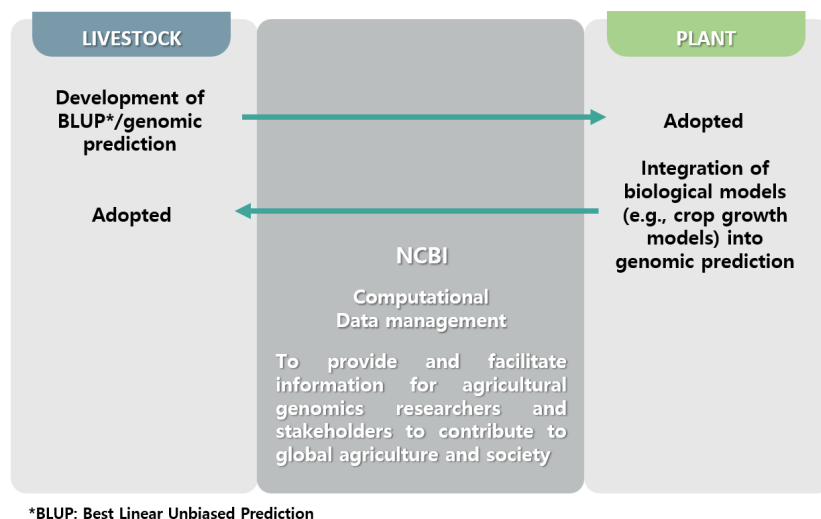 LIVESTOCK
Development of
BLUP*/genomic
prediction
Adopted
NCBI
Computational
Data management
To provide and facilitate
information for agricultural
genomics researchers and
stakeholders to contribute to
global agriculture and society
PLANT
Adopted
Integration of
biological models
(e.g., crop growth
models) into
genomic prediction
*BLUP: Best Linear Unbiased Prediction